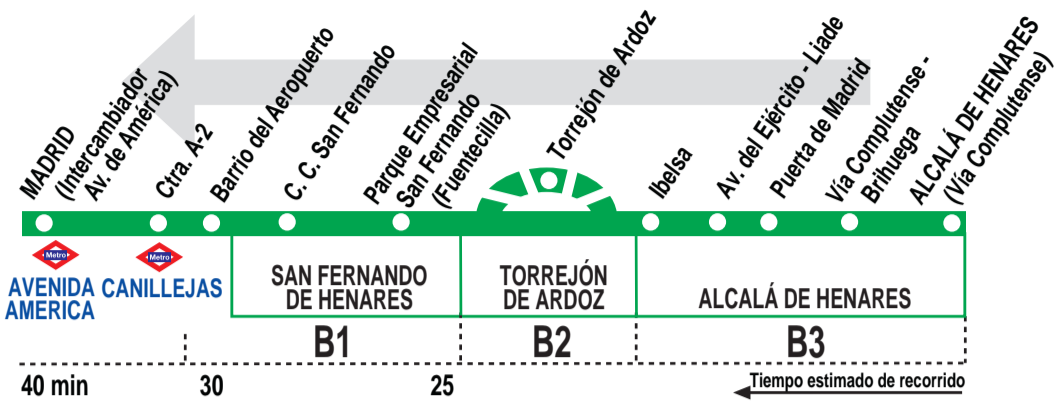 MADRID
(Intercambiador
Av. de América)
Ctra. A-2
Barrio del Aeropuerto
C. C. San Fernando
Parque Empresarial
San Fernando
(Fuentecilla)
Torrejón de Ardoz
Ibelsa
Av. del Ejército - Liade
Puerta de Madrid
Vía Complutense -
Brihuega
ALCALÁ DE HENARES
(Vía Complutense)
Metro
AVENIDA
AMERICA
Metro
CANILLEJAS
SAN FERNANDO
DE HENARES
TORREJÓN
DE ARDOZ
ALCALÁ DE HENARES
B1
B2
B3
40 min
30
25
Tiempo estimado de recorrido